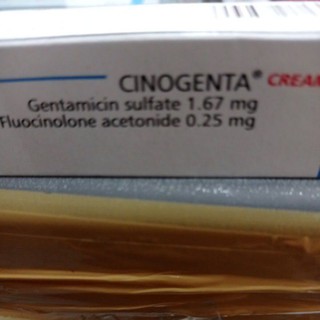 CINOGENTA® CREAM
Gentamicin sulfate 1.67 mg
Fluocinolone acetonide 0.25 mg